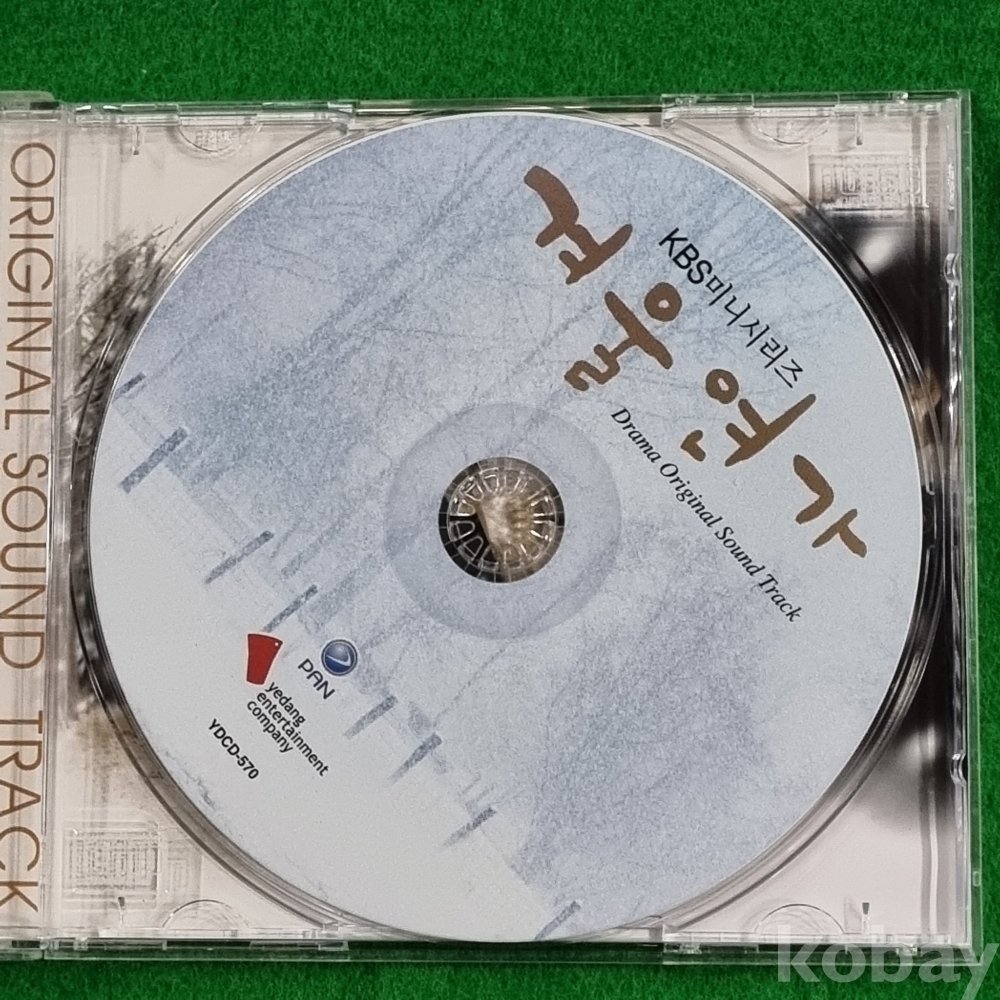 ORIGINAL SOUND TRACK
KBS미니시리즈
겨울연가
Drama Original Sound Track
PAN
yedang
entertainment
company
YDCD-570
kobay